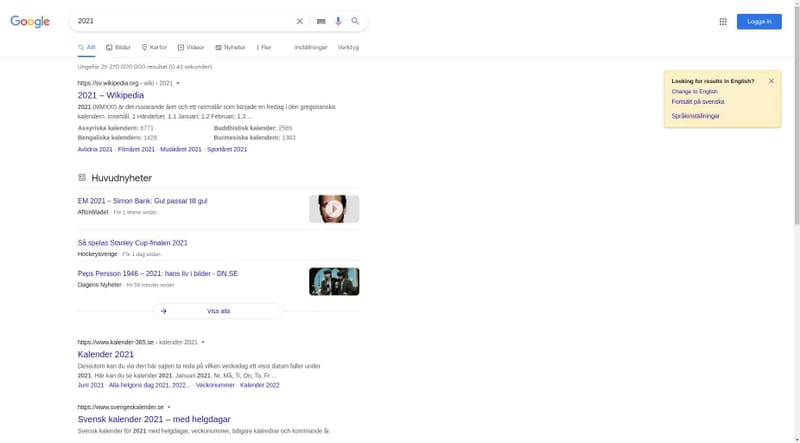 Google
2021
Logga in
Allt
Bilder
Kartor
Videor
Nyheter
Fler
Inställningar
Verktyg
Ungefär 25 270 000 000 resultat (0,45 sekunder)
Looking for results in English?
Change to English
Fortsätt på svenska
Språkinställningar
https://sv.wikipedia.org › wiki › 2021
2021 – Wikipedia
2021 (MMXXI) är det nuvarande året och ett normalår som började en fredag i den gregorianska
kalendern. Innehåll. 1 Händelser. 1.1 Januari; 1.2 Februari; 1.3 ...
Assyriska kalendern: 6771
Buddhistisk kalender: 2565
Bengaliska kalendern: 1428
Burmesiska kalendern: 1383
Avlidna 2021 · Filmåret 2021 · Musikåret 2021 · Sportåret 2021
Huvudnyheter
EM 2021 – Simon Bank: Gul passar till gul
Aftonbladet · För 1 timme sedan
Så spelas Stanley Cup-finalen 2021
Hockeysverige · För 1 dag sedan
Peps Persson 1946 – 2021: hans liv i bilder - DN.SE
Dagens Nyheter · för 59 minuter sedan
Visa alla
https://www.kalender-365.se › kalender-2021
Kalender 2021
Dessutom kan du via den här sajten ta reda på vilken veckodag ett visst datum faller under
2021. Här kan du se kalender 2021. Januari 2021. Nr, Må, Ti, On, To, Fr ...
Juni 2021 · Alla helgons dag 2021, 2022... · Veckonummer · Kalender 2022
https://www.sverigeskalender.se
Svensk kalender 2021 – med helgdagar
Svensk kalender för 2021 med helgdagar, veckonummer, tidigare kalendrar och kommande år.